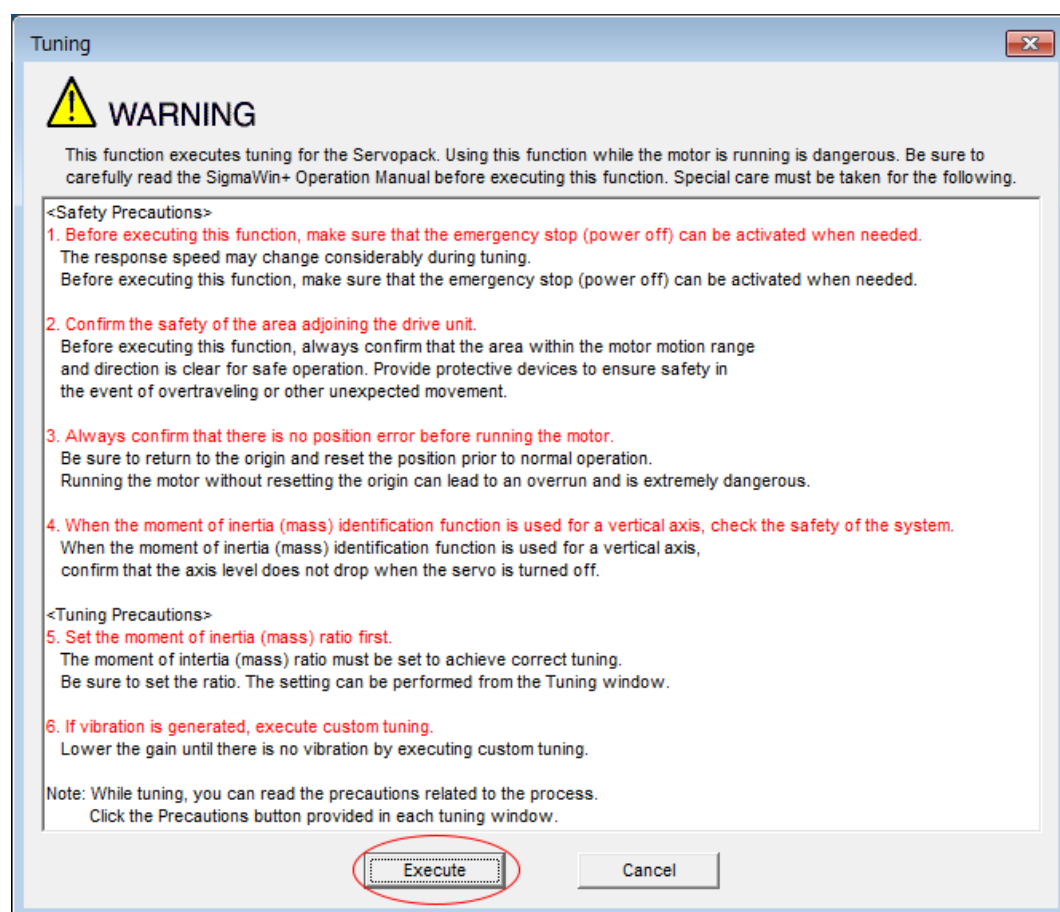 Tuning
WARNING
This function executes tuning for the Servopack. Using this function while the motor is running is dangerous. Be sure to
carefully read the SigmaWin+ Operation Manual before executing this function. Special care must be taken for the following.
<Safety Precautions>
1. Before executing this function, make sure that the emergency stop (power off) can be activated when needed.
The response speed may change considerably during tuning.
Before executing this function, make sure that the emergency stop (power off) can be activated when needed.
2. Confirm the safety of the area adjoining the drive unit.
Before executing this function, always confirm that the area within the motor motion range
and direction is clear for safe operation. Provide protective devices to ensure safety in
the event of overtraveling or other unexpected movement.
3. Always confirm that there is no position error before running the motor.
Be sure to return to the origin and reset the position prior to normal operation.
Running the motor without resetting the origin can lead to an overrun and is extremely dangerous.
4. When the moment of inertia (mass) identification function is used for a vertical axis, check the safety of the system.
When the moment of inertia (mass) identification function is used for a vertical axis,
confirm that the axis level does not drop when the servo is turned off.
<Tuning Precautions>
5. Set the moment of inertia (mass) ratio first.
The moment of intertia (mass) ratio must be set to achieve correct tuning.
Be sure to set the ratio. The setting can be performed from the Tuning window.
6. If vibration is generated, execute custom tuning.
Lower the gain until there is no vibration by executing custom tuning.
Note: While tuning, you can read the precautions related to the process.
Click the Precautions button provided in each tuning window.
Execute Cancel